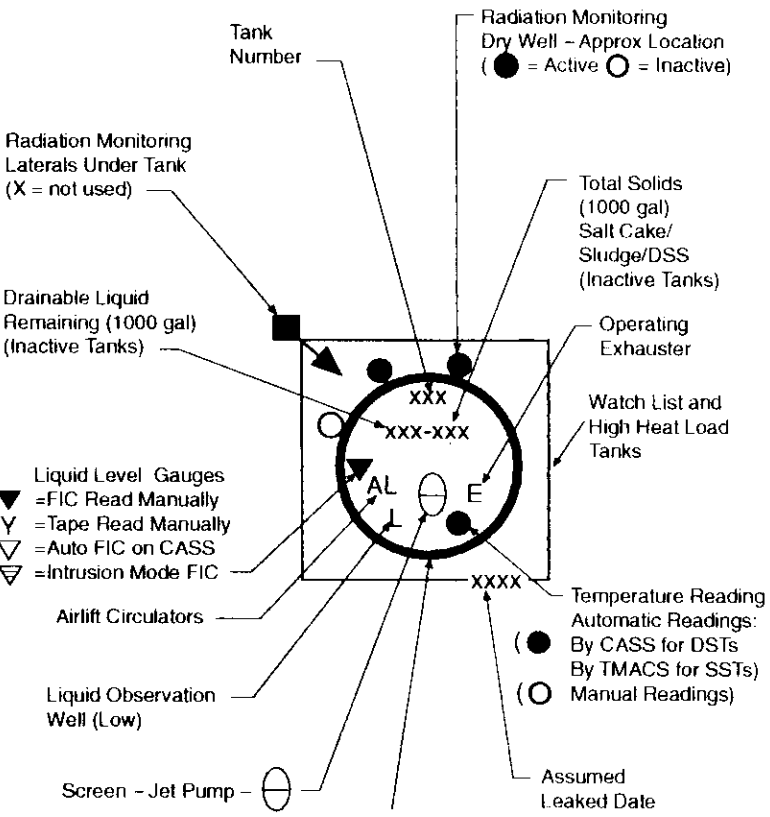 Tank
Number
Radiation Monitoring
Dry Well - Approx Location
( ● = Active ○ = Inactive)
Radiation Monitoring
Laterals Under Tank
(X = not used)
Total Solids
(1000 gal)
Salt Cake/
Sludge/DSS
(Inactive Tanks)
Drainable Liquid
Remaining (1000 gal)
(Inactive Tanks)
Operating
Exhauster
XXX
XXX-XXX
Watch List and
High Heat Load
Tanks
Liquid Level Gauges
▼ =FIC Read Manually
Y =Tape Read Manually
▽ =Auto FIC on CASS
=Intrusion Mode FIC
AL
E
L
XXXX
Airlift Circulators
Temperature Reading
Automatic Readings:
( ● By CASS for DSTs
By TMACS for SSTs)
( ○ Manual Readings)
Liquid Observation
Well (Low)
Screen - Jet Pump -
Assumed
Leaked Date